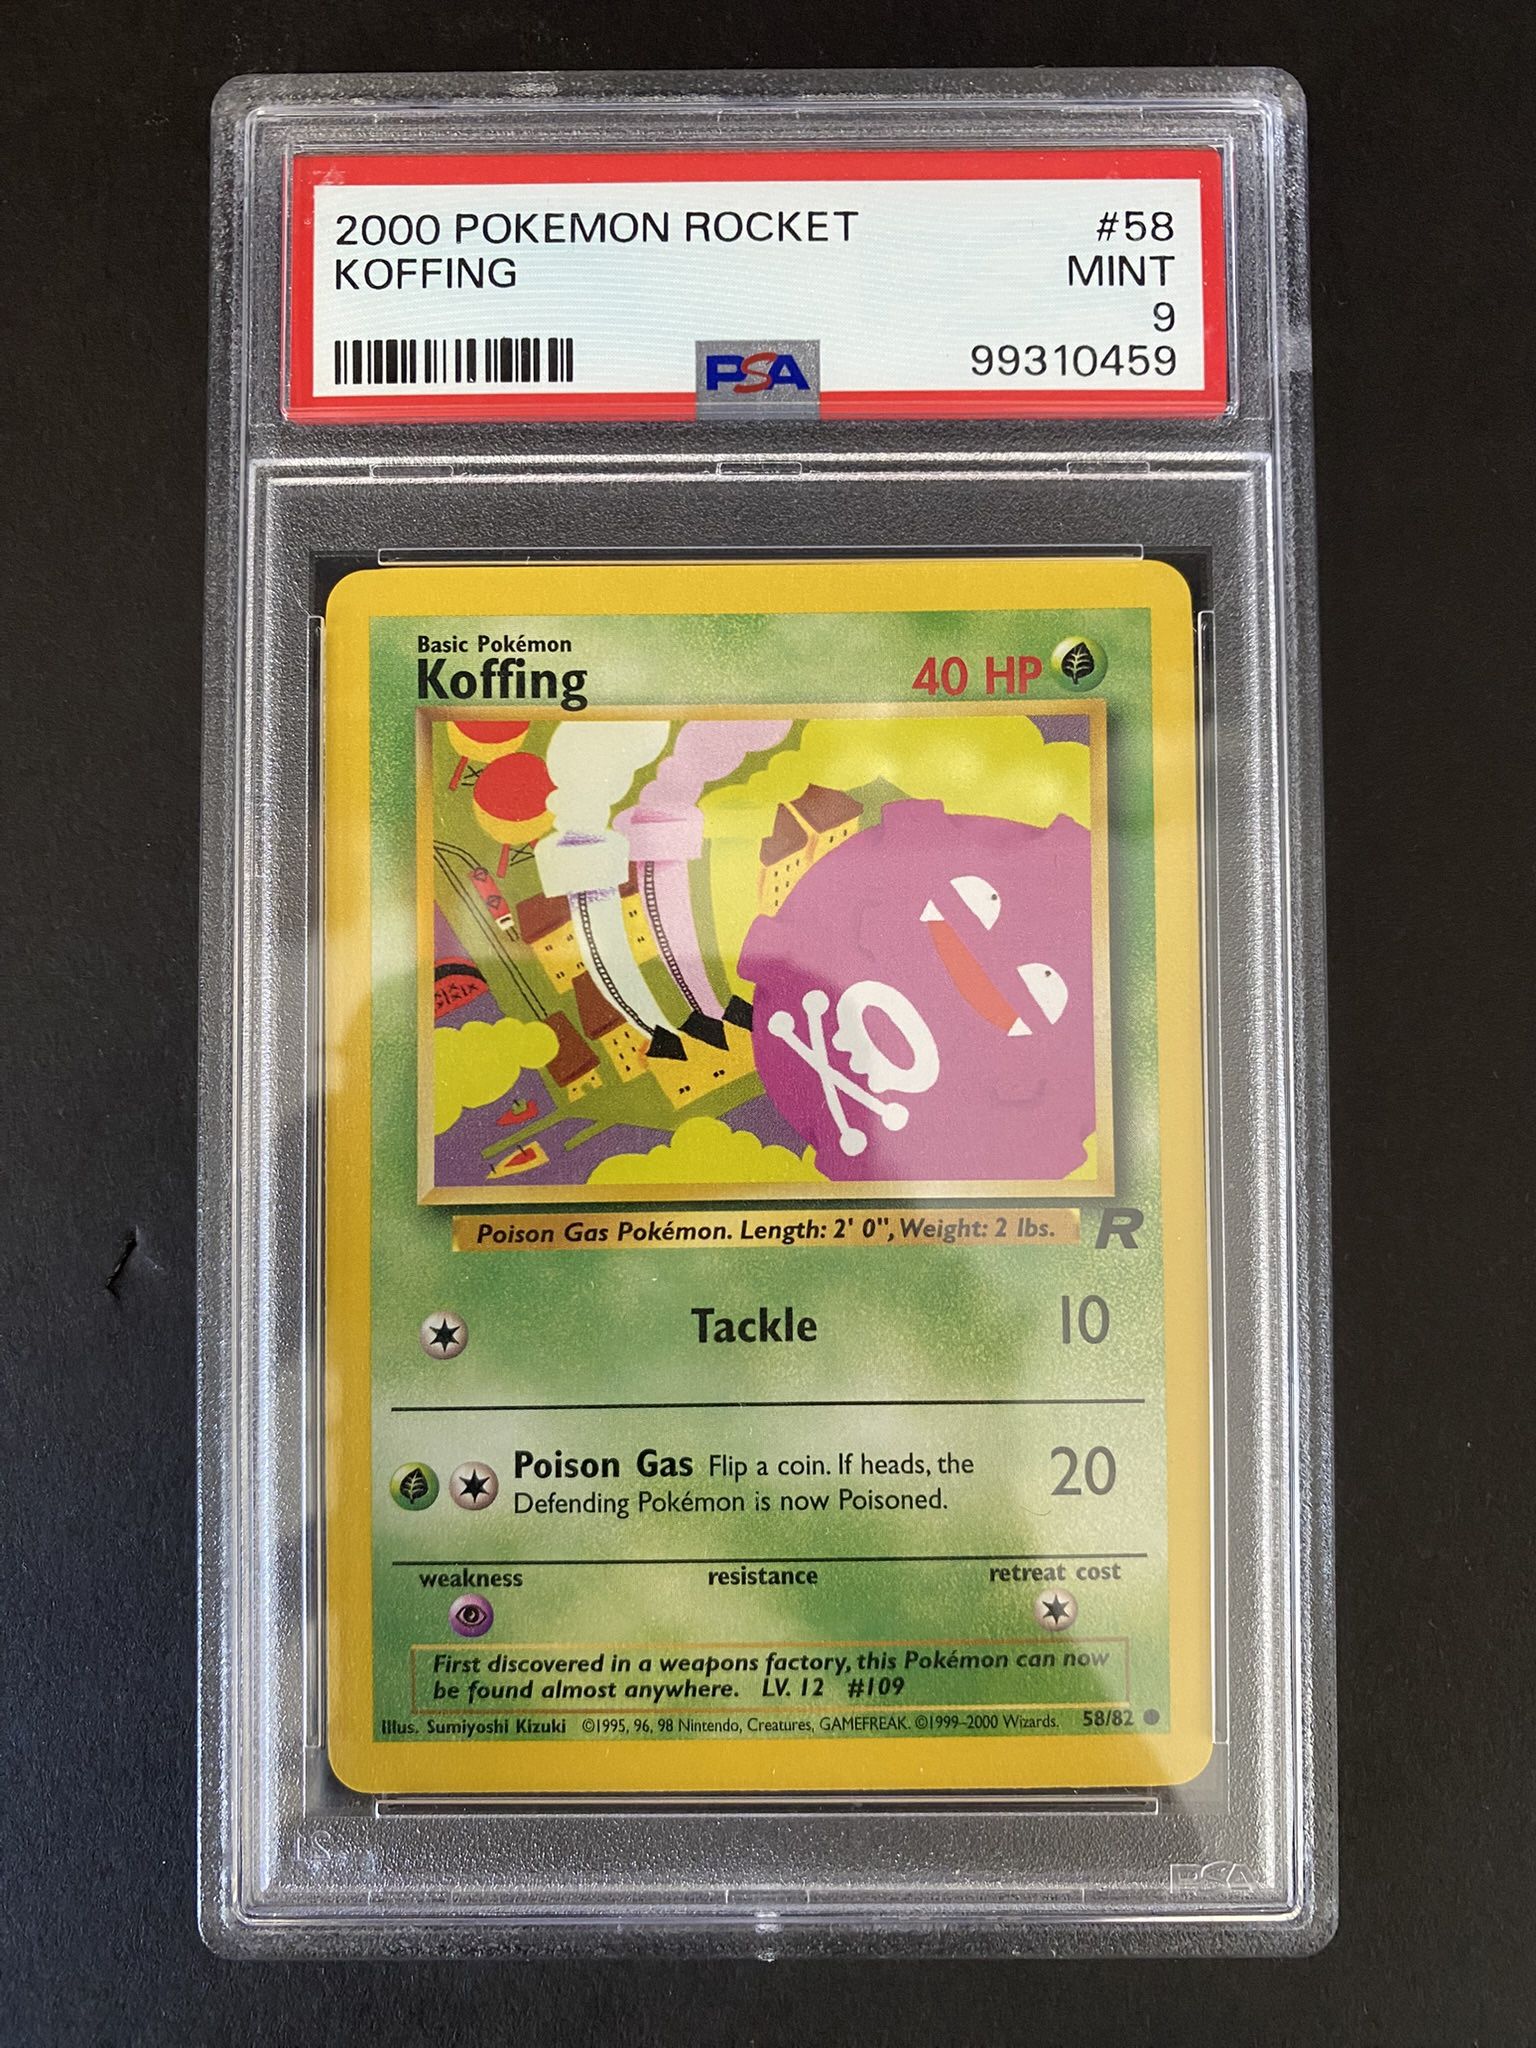 2000 POKEMON ROCKET #58
KOFFING MINT
9
PSA 99310459
Basic Pokémon
Koffing 40 HP
Poison Gas Pokémon. Length: 2' 0", Weight: 2 lbs. R
Tackle 10
Poison Gas Flip a coin. If heads, the
Defending Pokémon is now Poisoned. 20
weakness resistance retreat cost
First discovered in a weapons factory, this Pokémon can now
be found almost anywhere. LV. 12 #109
Illus. Sumiyoshi Kizuki ©1995, 96, 98 Nintendo, Creatures, GAMEFREAK. ©1999-2000 Wizards. 58/82 ●
PSA